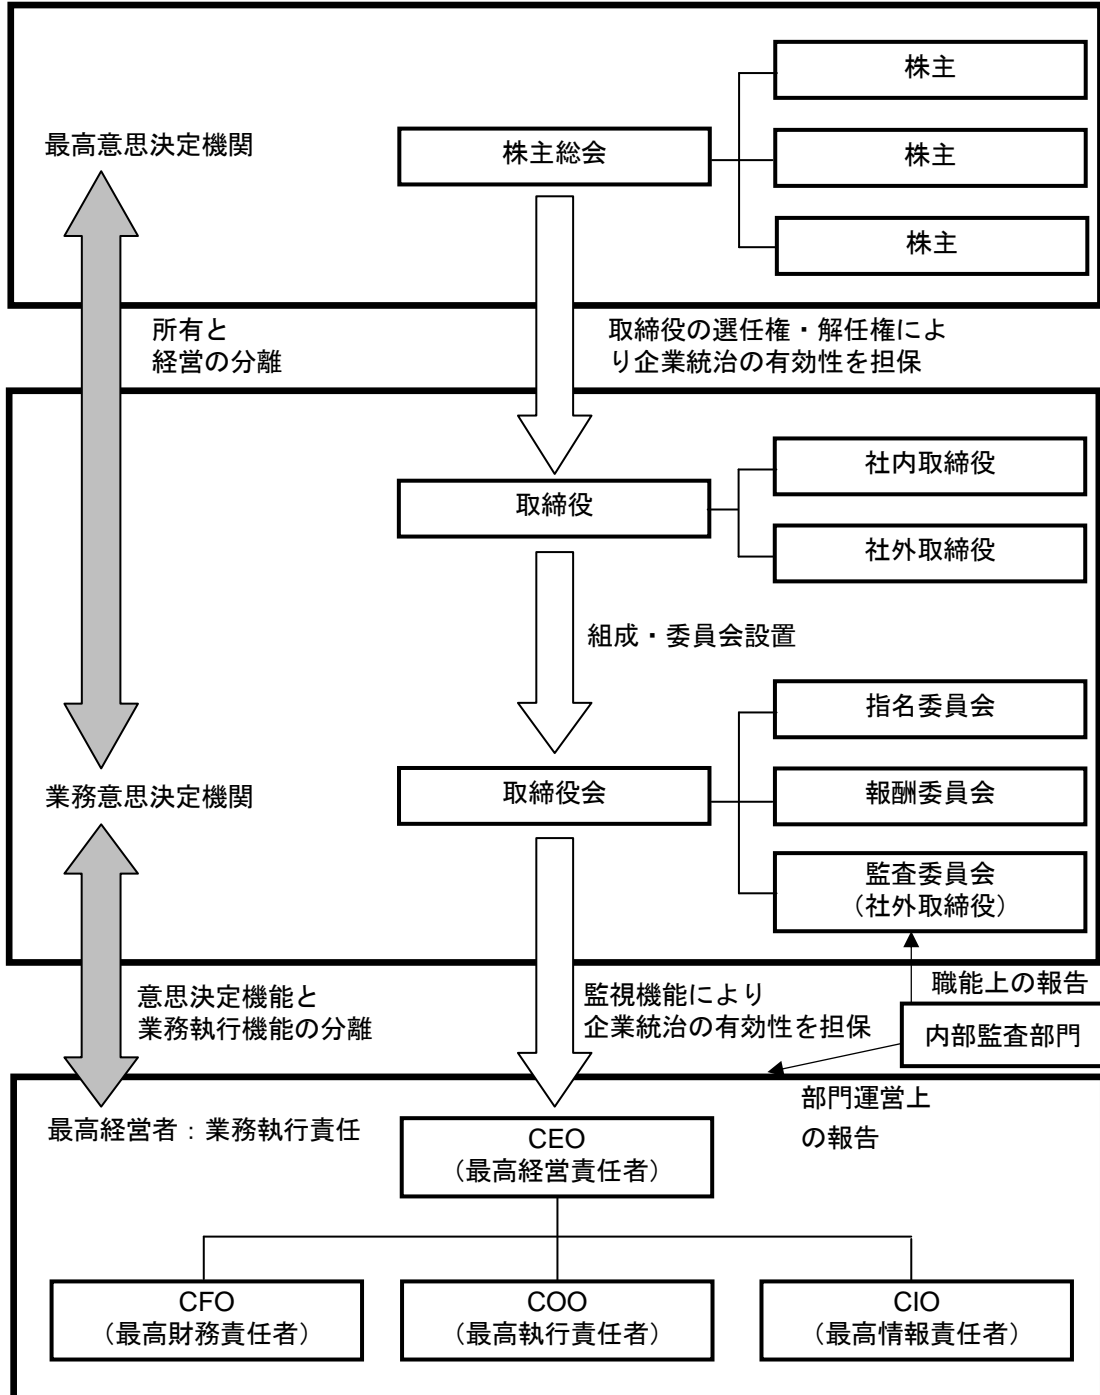 株主
最高意思決定機関
株主総会
株主
株主
所有と
経営の分離
取締役の選任権・解任権によ
り企業統治の有効性を担保
社内取締役
取締役
社外取締役
組成・委員会設置
指名委員会
業務意思決定機関
取締役会
報酬委員会
監査委員会
（社外取締役）
意思決定機能と
業務執行機能の分離
監視機能により
企業統治の有効性を担保
職能上の報告
内部監査部門
部門運営上
の報告
最高経営者：業務執行責任
CEO
（最高経営責任者）
CFO
（最高財務責任者）
COO
（最高執行責任者）
CIO
（最高情報責任者）